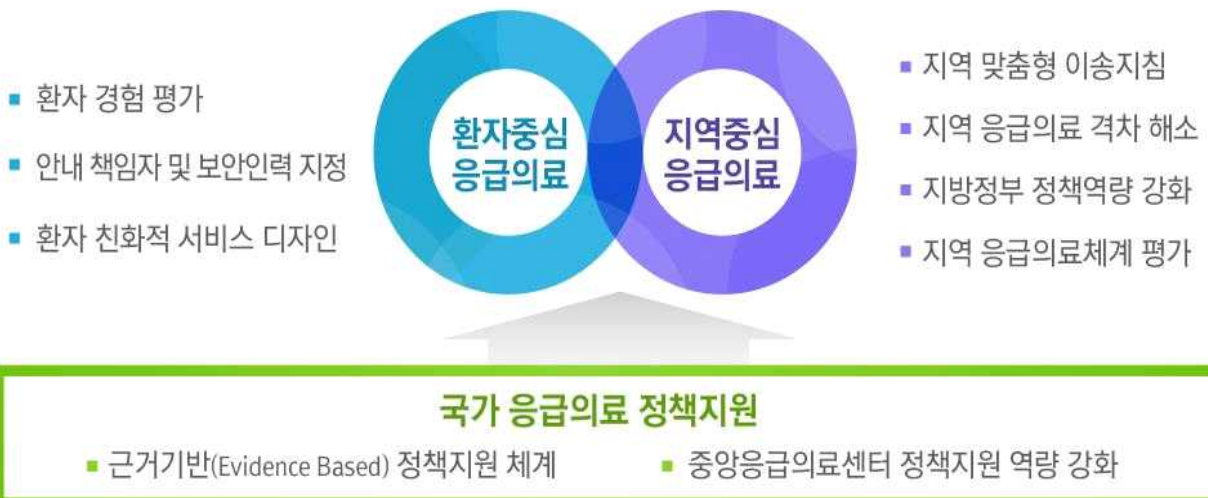 환자 경험 평가
안내 책임자 및 보안인력 지정
환자 친화적 서비스 디자인
환자중심
응급의료
지역중심
응급의료
지역 맞춤형 이송지침
지역 응급의료 격차 해소
지방정부 정책역량 강화
지역 응급의료체계 평가
국가 응급의료 정책지원
근거기반(Evidence Based) 정책지원 체계
중앙응급의료센터 정책지원 역량 강화